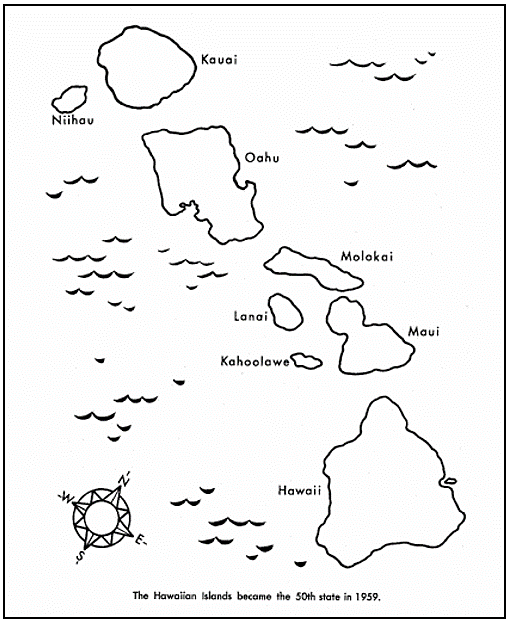 Kauai
Niihau
Oahu
Molokai
Lanai
Maui
Kahoolawe
Hawaii
N
W
E
S
The Hawaiian Islands became the 50th state in 1959.